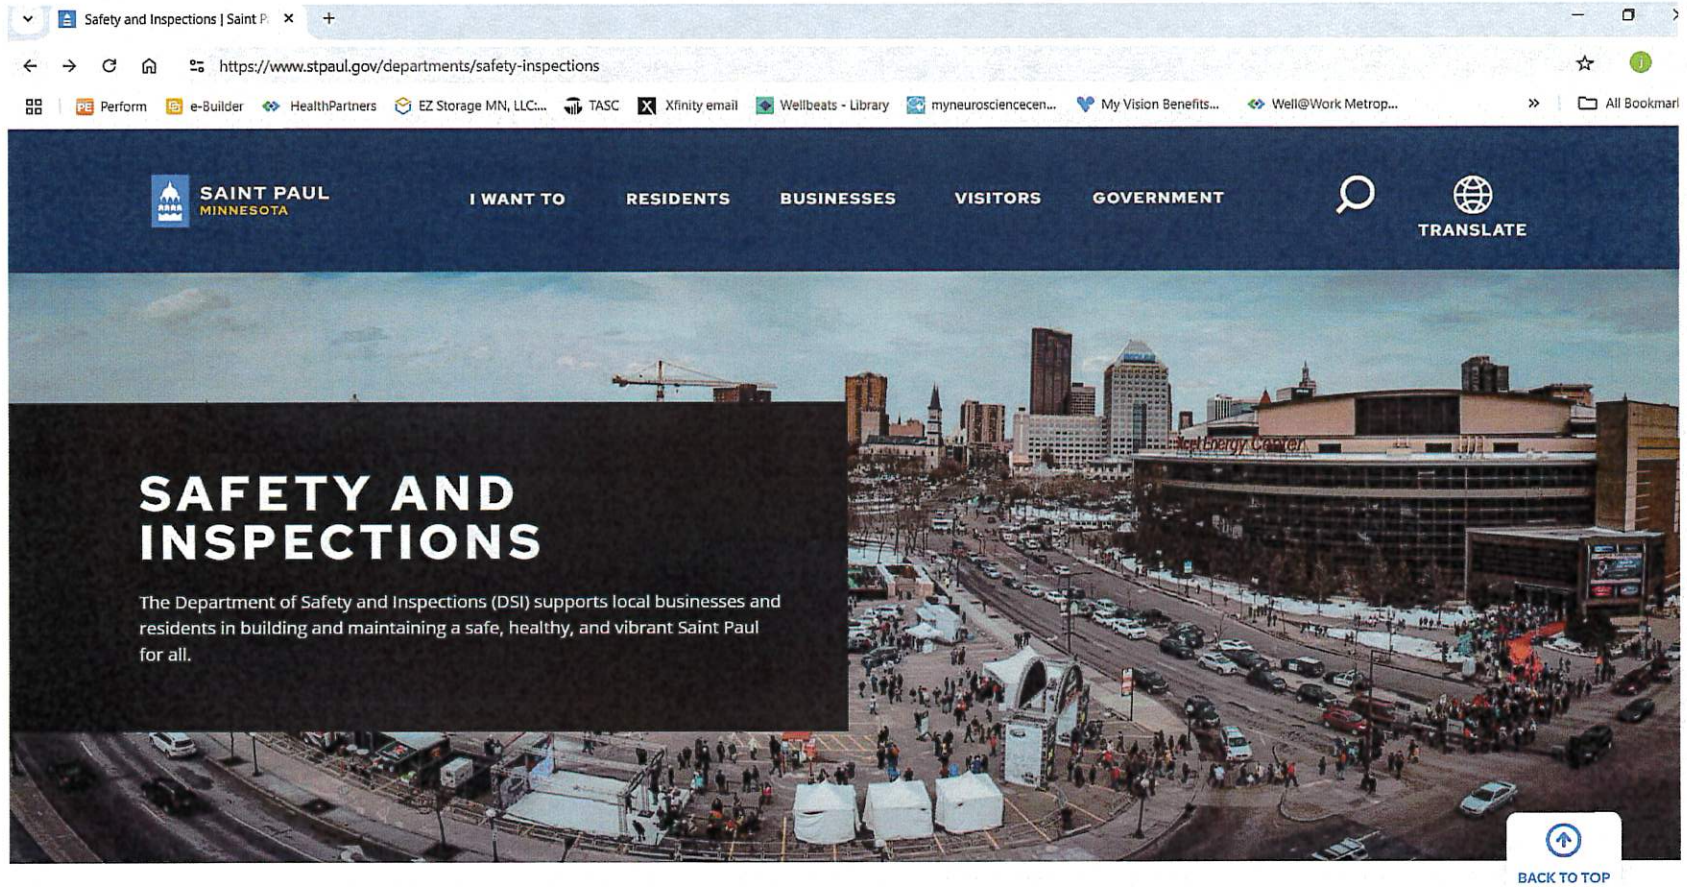 Safety and Inspections | Saint P
https://www.stpaul.gov/departments/safety-inspections
PE Perform e-Builder HealthPartners EZ Storage MN, LLC:... TASC X Xfinity email Wellbeats - Library myneurosciencecen... My Vision Benefits... Well@Work Metrop... » All Bookmar
SAINT PAUL
MINNESOTA
I WANT TO RESIDENTS BUSINESSES VISITORS GOVERNMENT
TRANSLATE
Xcel Energy Center
SAFETY AND
INSPECTIONS
The Department of Safety and Inspections (DSI) supports local businesses and
residents in building and maintaining a safe, healthy, and vibrant Saint Paul
for all.
BACK TO TOP